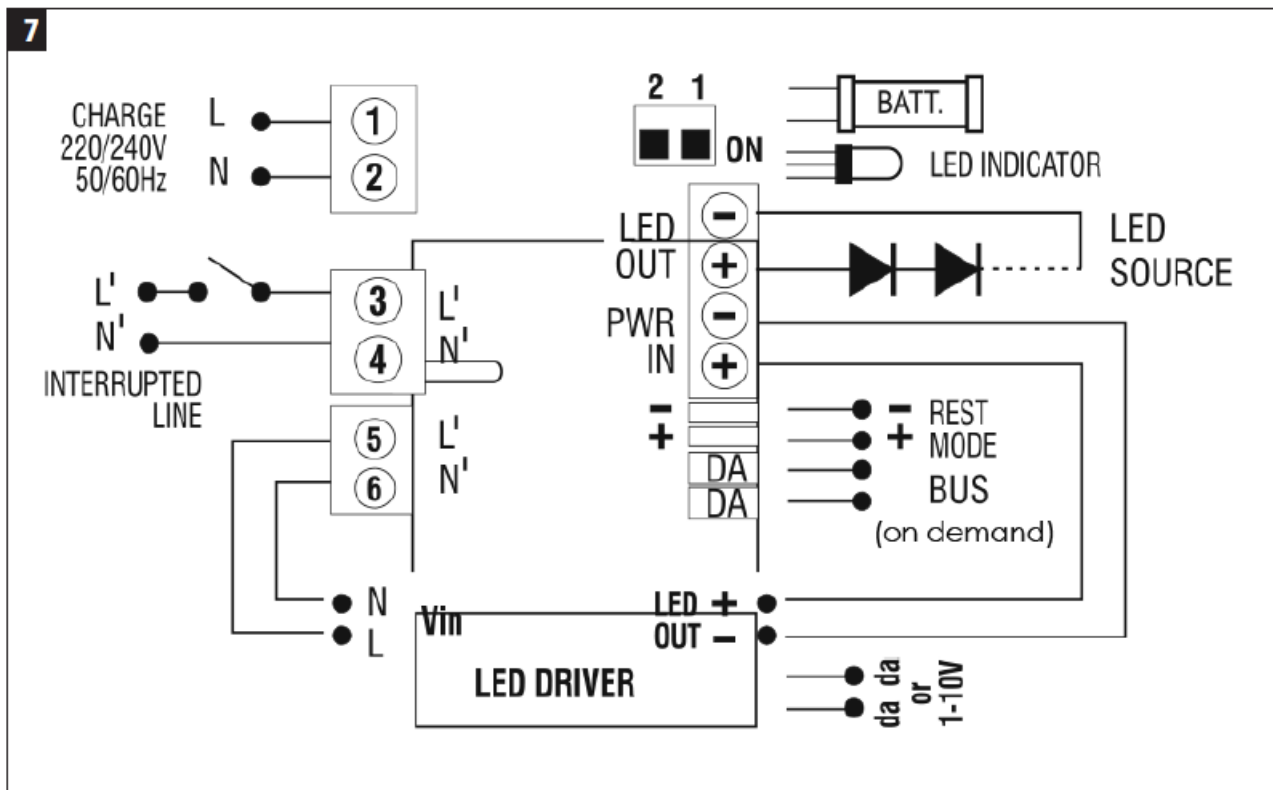 7
CHARGE
220/240V
50/60Hz
L
N
1
2
2 1
ON
BATT.
LED INDICATOR
LED
OUT
-
+
LED
SOURCE
L'
N'
INTERRUPTED
LINE
3
4
L'
N'
PWR
IN
-
+
5
6
L'
N'
-
+
DA
DA
- REST
+ MODE
BUS
(on demand)
N
L
Vin
LED +
OUT -
LED DRIVER
da da
or
1-10V